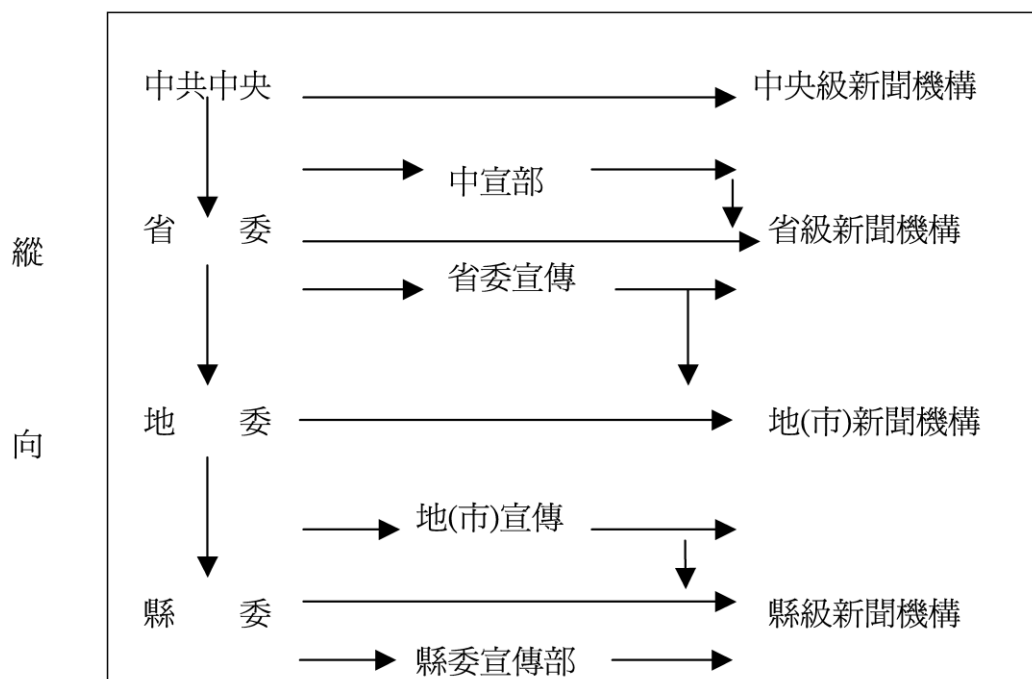 中共中央 中央級新聞機構
中宣部
省 委 省級新聞機構
縱
省委宣傳
地 委 地(市)新聞機構
向
地(市)宣傳
縣 委 縣級新聞機構
縣委宣傳部